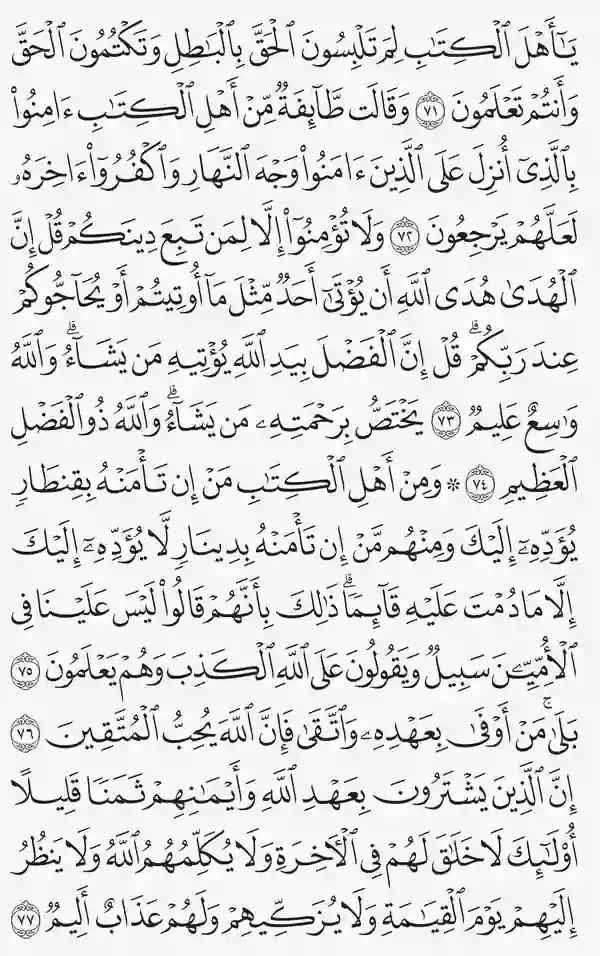 يَـٰٓأَهۡلَ ٱلۡكِتَـٰبِ لِمَ تَلۡبِسُونَ ٱلۡحَقَّ بِٱلۡبَـٰطِلِ وَتَكۡتُمُونَ ٱلۡحَقَّ
وَأَنتُمۡ تَعۡلَمُونَ ٧١ وَقَالَت طَّآئِفَةٞ مِّنۡ أَهۡلِ ٱلۡكِتَـٰبِ ءَامِنُواْ
بِٱلَّذِيٓ أُنزِلَ عَلَى ٱلَّذِينَ ءَامَنُواْ وَجۡهَ ٱلنَّهَارِ وَٱكۡفُرُوٓاْ ءَاخِرَهُۥ
لَعَلَّهُمۡ يَرۡجِعُونَ ٧٢ وَلَا تُؤۡمِنُوٓاْ إِلَّا لِمَن تَبِعَ دِينَكُمۡ قُلۡ إِنَّ
ٱلۡهُدَىٰ هُدَى ٱللَّهِ أَن يُؤۡتَىٰٓ أَحَدٞ مِّثۡلَ مَآ أُوتِيتُمۡ أَوۡ يُحَآجُّوكُمۡ
عِندَ رَبِّكُمۡۗ قُلۡ إِنَّ ٱلۡفَضۡلَ بِيَدِ ٱللَّهِ يُؤۡتِيهِ مَن يَشَآءُۗ وَٱللَّهُ
وَٰسِعٌ عَلِيمٞ ٧٣ يَخۡتَصُّ بِرَحۡمَتِهِۦ مَن يَشَآءُۗ وَٱللَّهُ ذُو ٱلۡفَضۡلِ
ٱلۡعَظِيمِ ٧٤ ۞ وَمِنۡ أَهۡلِ ٱلۡكِتَـٰبِ مَنۡ إِن تَأۡمَنۡهُ بِقِنطَارٖ
يُؤَدِّهِۦٓ إِلَيۡكَ وَمِنۡهُم مَّنۡ إِن تَأۡمَنۡهُ بِدِينَارٖ لَّا يُؤَدِّهِۦٓ إِلَيۡكَ
إِلَّا مَا دُمۡتَ عَلَيۡهِ قَآئِمٗاۗ ذَٰلِكَ بِأَنَّهُمۡ قَالُواْ لَيۡسَ عَلَيۡنَا فِي
ٱلۡأُمِّيِّـۧنَ سَبِيلٞ وَيَقُولُونَ عَلَى ٱللَّهِ ٱلۡكَذِبَ وَهُمۡ يَعۡلَمُونَ ٧٥
بَلَىٰۚ مَنۡ أَوۡفَىٰ بِعَهۡدِهِۦ وَٱتَّقَىٰ فَإِنَّ ٱللَّهَ يُحِبُّ ٱلۡمُتَّقِينَ ٧٦
إِنَّ ٱلَّذِينَ يَشۡتَرُونَ بِعَهۡدِ ٱللَّهِ وَأَيۡمَٰنِهِمۡ ثَمَنٗا قَلِيلًا
أُوْلَـٰٓئِكَ لَا خَلَٰقَ لَهُمۡ فِي ٱلۡأٓخِرَةِ وَلَا يُكَلِّمُهُمُ ٱللَّهُ وَلَا يَنظُرُ
إِلَيۡهِمۡ يَوۡمَ ٱلۡقِيَٰمَةِ وَلَا يُزَكِّيهِمۡ وَلَهُمۡ عَذَابٌ أَلِيمٞ ٧٧